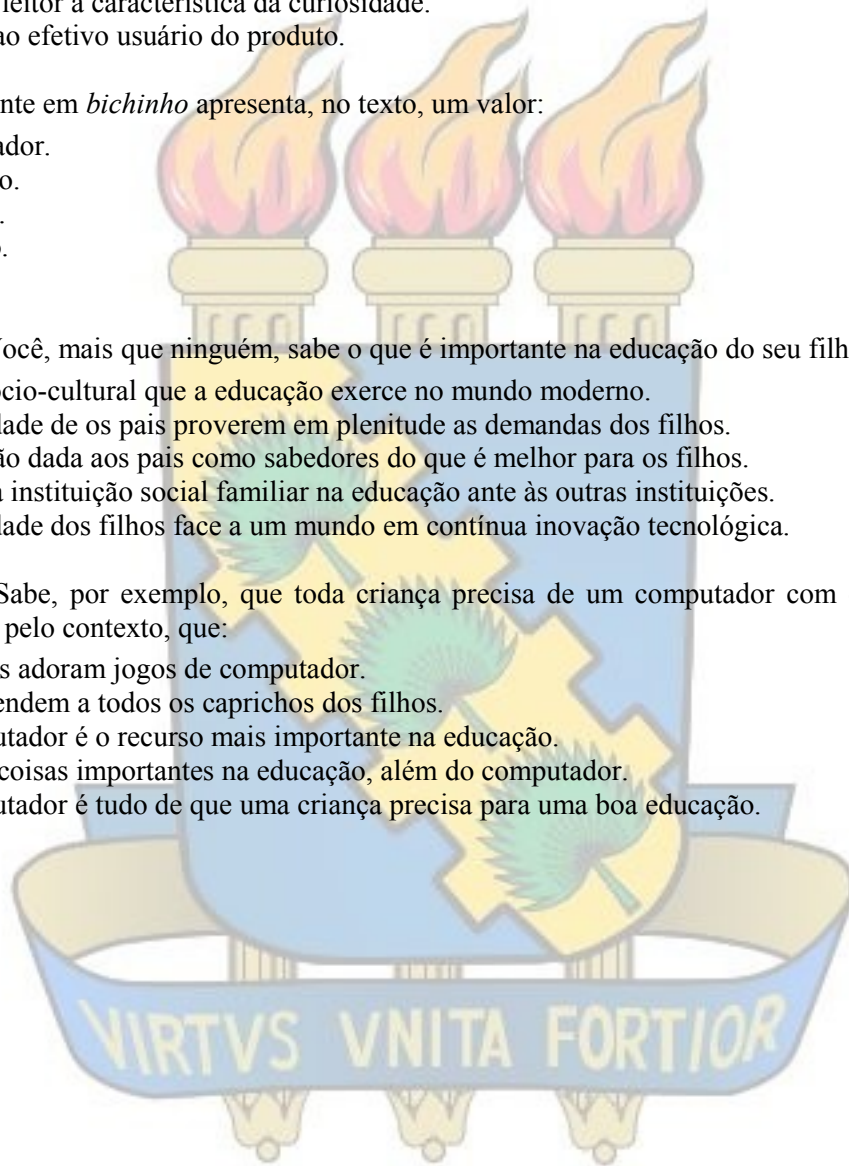 leitor a característica da curiosidade.
ao efetivo usuário do produto.
nte em bichinho apresenta, no texto, um valor:
ador.
o.
.
o.
Você, mais que ninguém, sabe o que é importante na educação do seu filh
ócio-cultural que a educação exerce no mundo moderno.
dade de os pais proverem em plenitude as demandas dos filhos.
ão dada aos pais como sabedores do que é melhor para os filhos.
a instituição social familiar na educação ante às outras instituições.
dade dos filhos face a um mundo em contínua inovação tecnológica.
Sabe, por exemplo, que toda criança precisa de um computador com
pelo contexto, que:
s adoram jogos de computador.
endem a todos os caprichos dos filhos.
utador é o recurso mais importante na educação.
coisas importantes na educação, além do computador.
utador é tudo de que uma criança precisa para uma boa educação.
VIRTVS VNITA FORTIOR